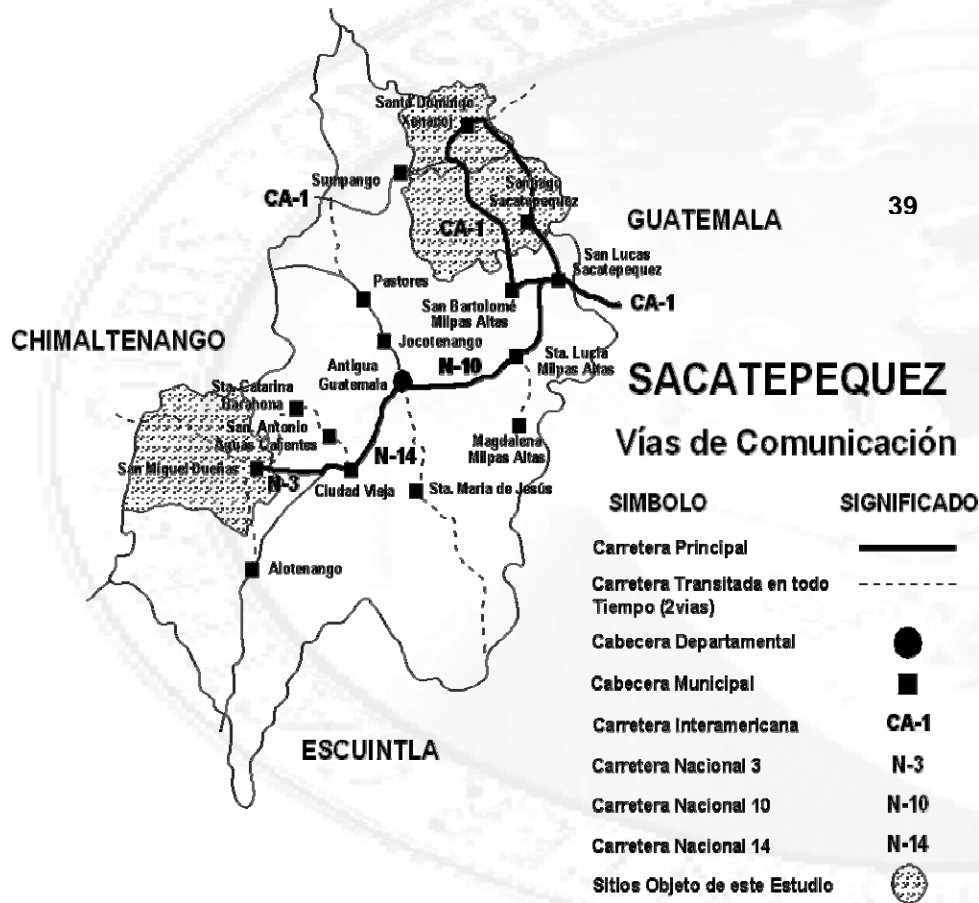 Santo Domingo
Xenacoj
Sumpango
CA-1
Santiago
Sacatepequez
CA-1
GUATEMALA
39
San Lucas
Sacatepequez
CA-1
Pastores
San Bartolomé
Milpas Altas
CHIMALTENANGO
Jocotenango
Antigua
Guatemala
N-10
Sta. Lucía
Milpas Altas
Sta. Catarina
Barahona
San. Antonio
Aguas Calientes
Magdalena
Milpas Altas
San Miguel Dueñas
N-3
N-14
Ciudad Vieja
Sta. Maria de Jesús
Alotenango
ESCUINTLA
SACATEPEQUEZ
Vías de Comunicación
SIMBOLO SIGNIFICADO
Carretera Principal
Carretera Transitada en todo
Tiempo (2vias)
Cabecera Departamental
Cabecera Municipal
Carretera Interamericana CA-1
Carretera Nacional 3 N-3
Carretera Nacional 10 N-10
Carretera Nacional 14 N-14
Sitios Objeto de este Estudio